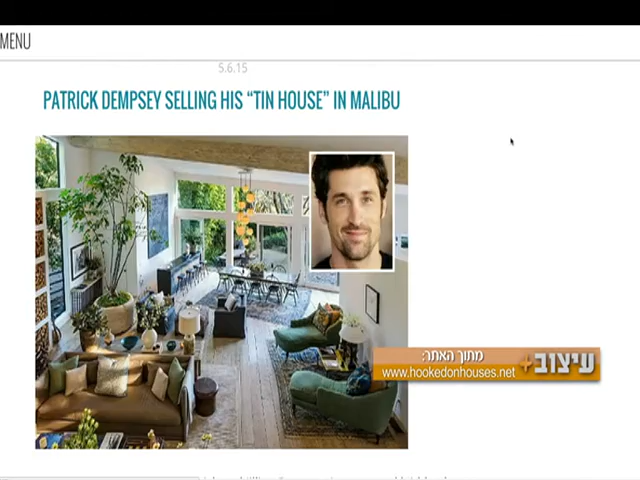 MENU
5.6.15
PATRICK DEMPSEY SELLING HIS “TIN HOUSE” IN MALIBU
מתוך האתר:
www.hookedonhouses.net
עיצוב+